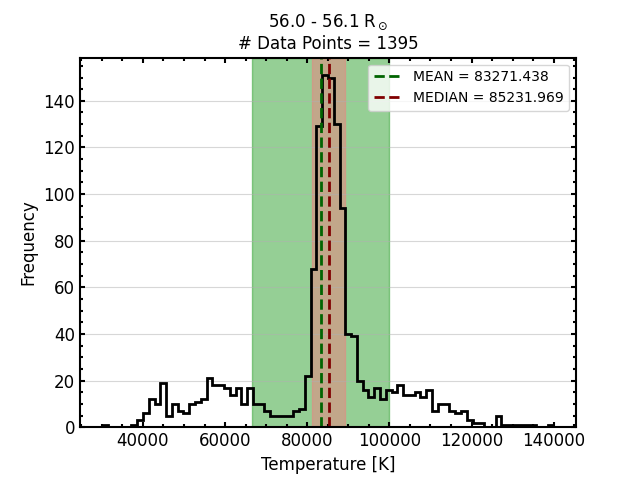 56.0 - 56.1 R⊙
# Data Points = 1395
MEAN = 83271.438
MEDIAN = 85231.969
Frequency
140
120
100
80
60
40
20
0
40000 60000 80000 100000 120000 140000
Temperature [K]